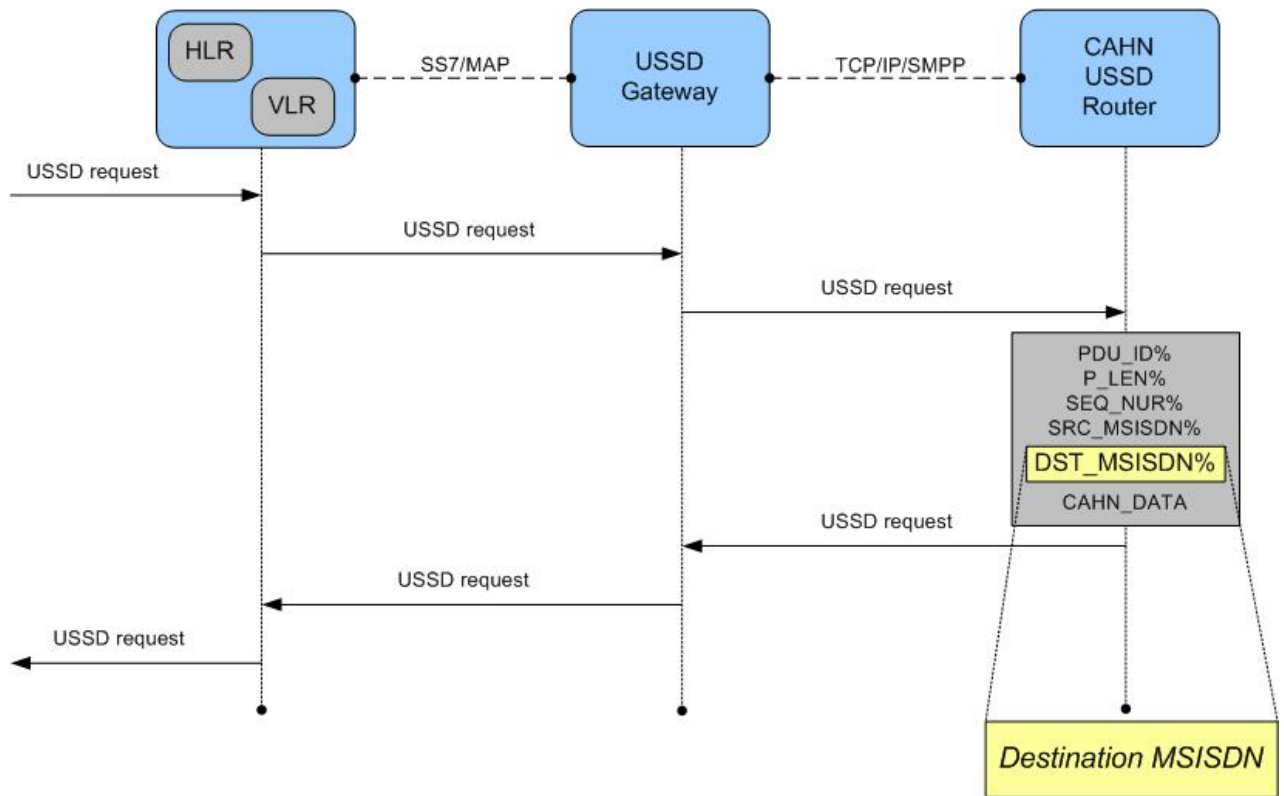 HLR
VLR
SS7/MAP
USSD
Gateway
TCP/IP/SMPP
CAHN
USSD
Router
USSD request
USSD request
USSD request
PDU_ID%
P_LEN%
SEQ_NUR%
SRC_MSISDN%
DST_MSISDN%
CAHN_DATA
USSD request
USSD request
USSD request
Destination MSISDN